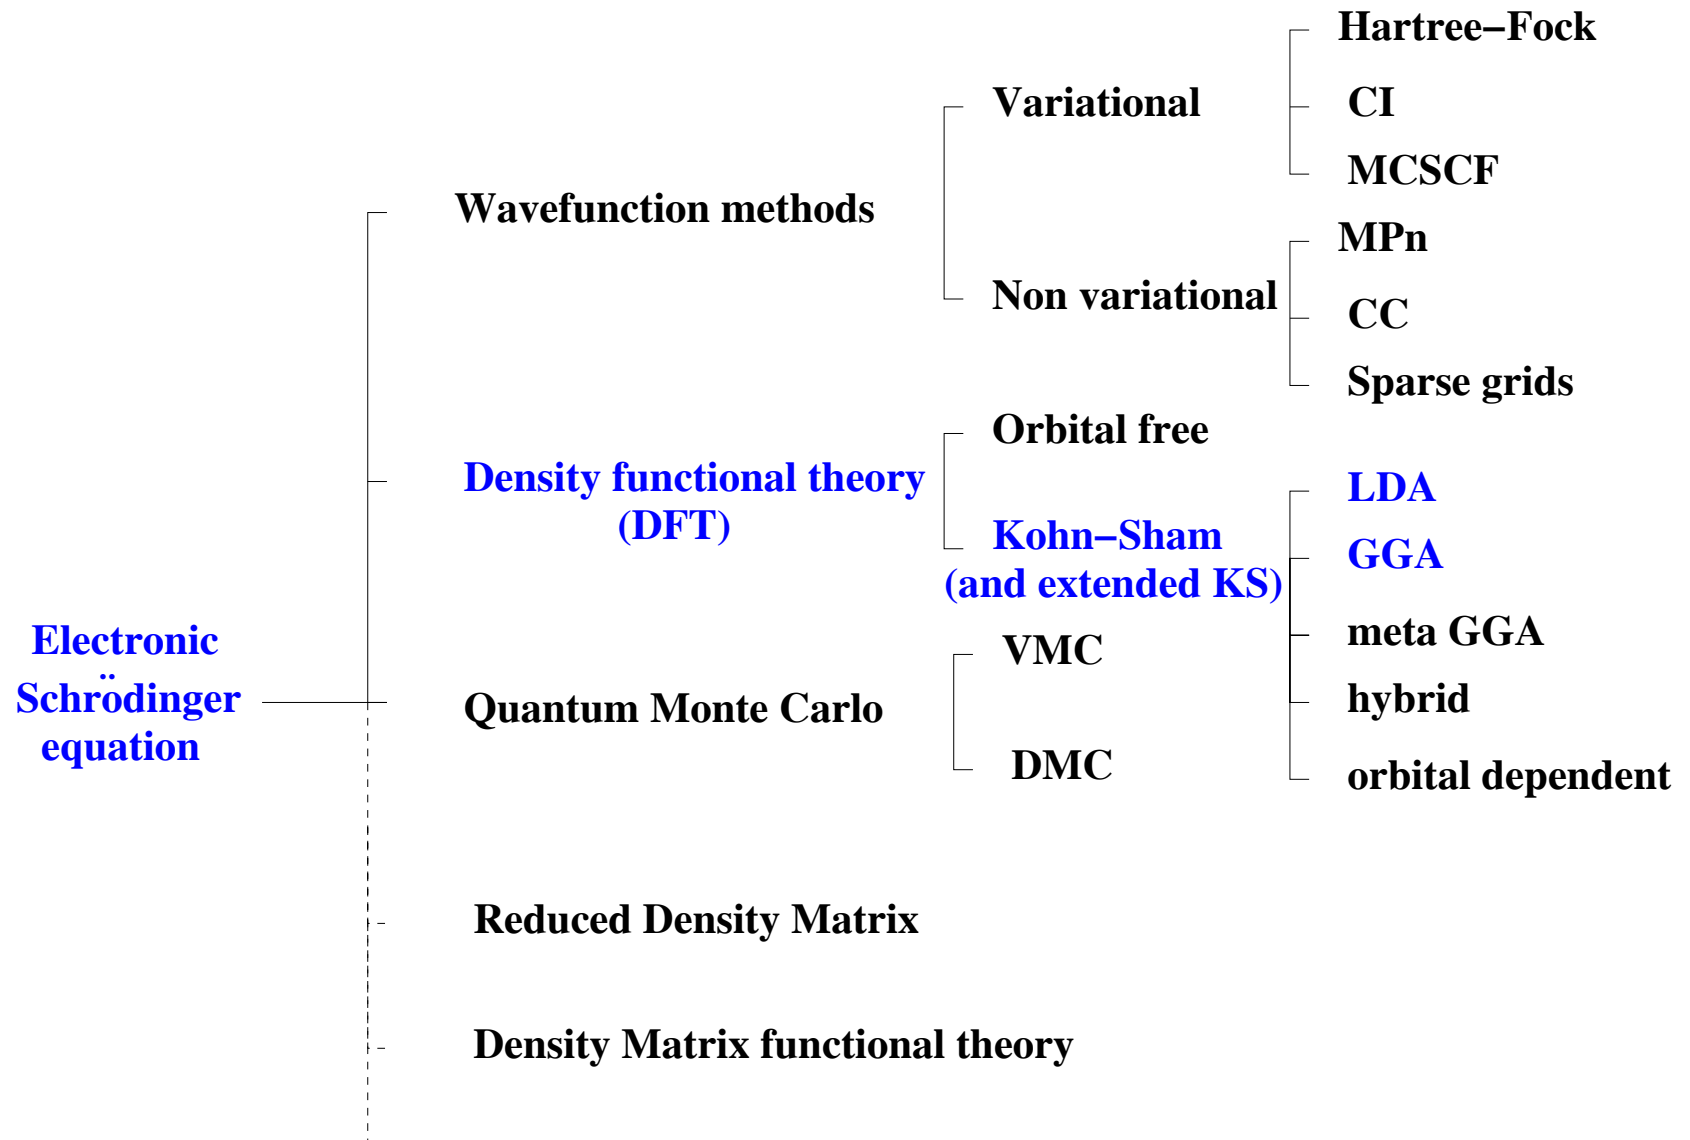 Electronic
Schrödinger
equation
Wavefunction methods
Variational
Hartree−Fock
CI
MCSCF
Non variational
MPn
CC
Sparse grids
Density functional theory
(DFT)
Orbital free
Kohn−Sham
(and extended KS)
LDA
GGA
meta GGA
hybrid
orbital dependent
Quantum Monte Carlo
VMC
DMC
Reduced Density Matrix
Density Matrix functional theory